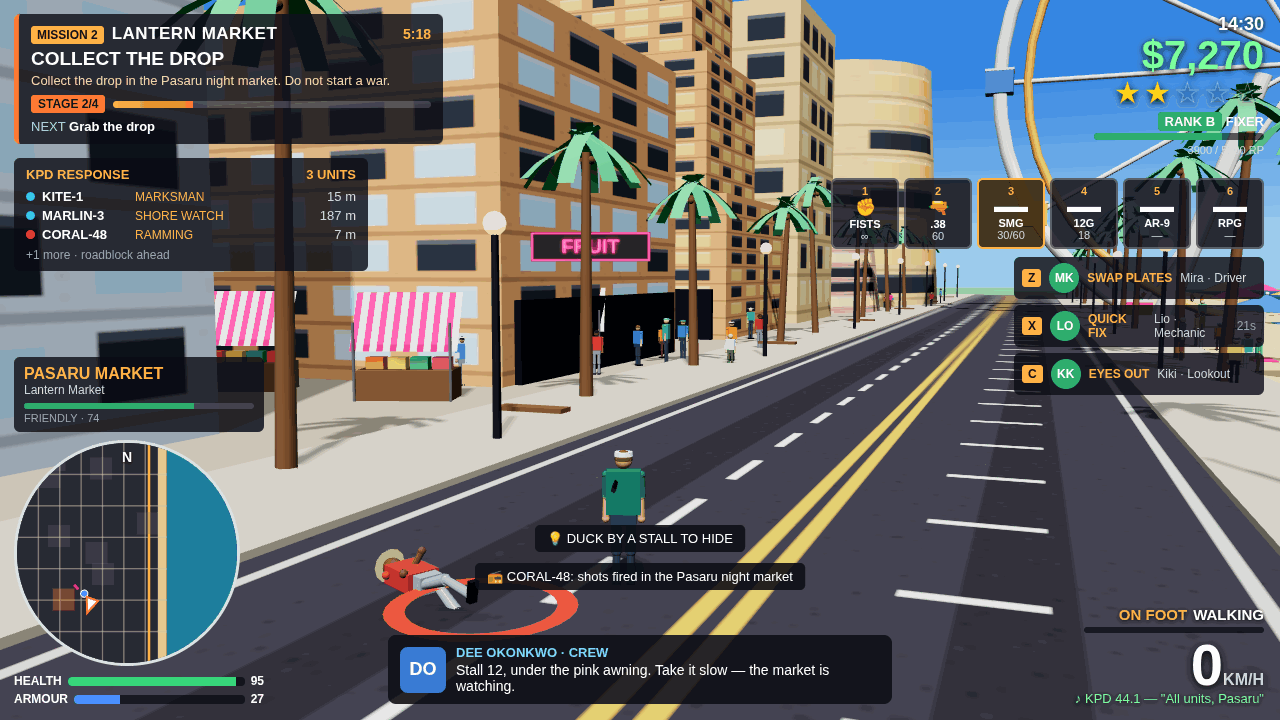 MISSION 2 LANTERN MARKET 5:18
COLLECT THE DROP
Collect the drop in the Pasaru night market. Do not start a war.
STAGE 2/4
NEXT Grab the drop
KPD RESPONSE 3 UNITS
KITE-1 MARKSMAN 15 m
MARLIN-3 SHORE WATCH 187 m
CORAL-48 RAMMING 7 m
+1 more · roadblock ahead
PASARU MARKET
Lantern Market
FRIENDLY · 74
N
HEALTH 95
ARMOUR 27
FRUIT
14:30
$7,270
RANK B FIXER
1 FISTS ∞
2 .38 60
3 SMG 30/60
4 12G 18
5 AR-9 —
6 RPG —
Z MK SWAP PLATES Mira · Driver
X LO QUICK FIX Lio · Mechanic 21s
C KK EYES OUT Kiki · Lookout
💡 DUCK BY A STALL TO HIDE
📻 CORAL-48: shots fired in the Pasaru night market
DO
DEE OKONKWO · CREW
Stall 12, under the pink awning. Take it slow — the market is
watching.
ON FOOT WALKING
0 KM/H
♪ KPD 44.1 — "All units, Pasaru"